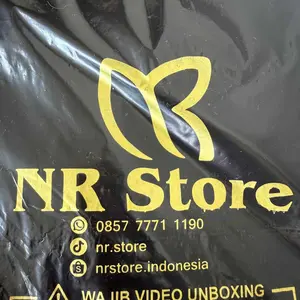 NR Store
0857 7771 1190
nr.store
nrstore.indonesia
WAJIB VIDEO UNBOXING